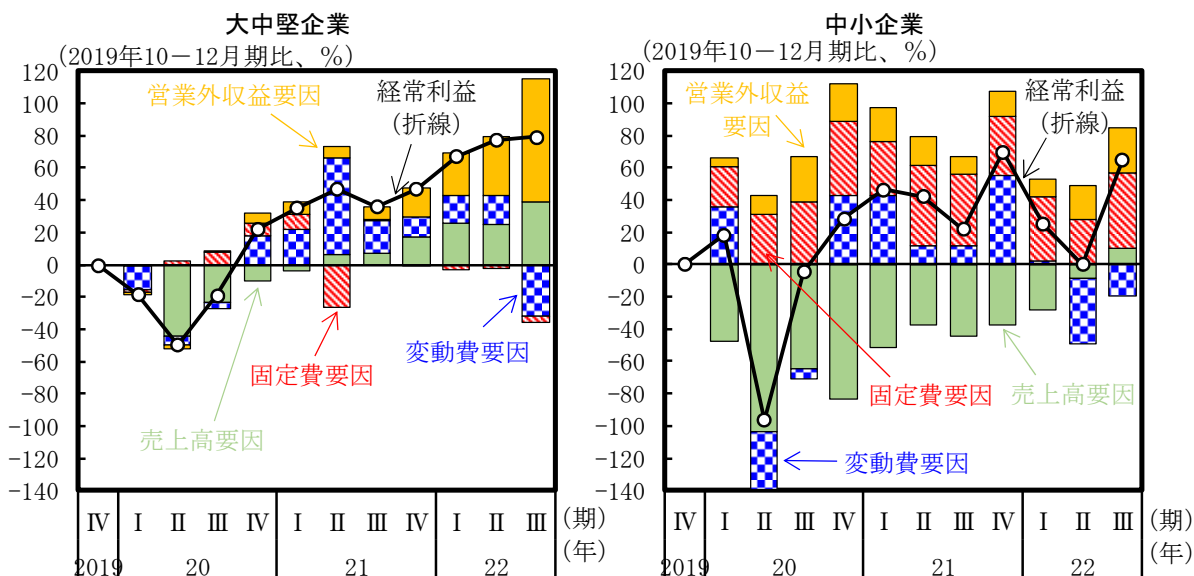 大中堅企業
(2019年10－12月期比、%)
120
100
80
60
40
20
0
-20
-40
-60
-80
-100
-120
-140
営業外収益要因
経常利益
(折線)
変動費要因
固定費要因
売上高要因
Ⅳ Ⅰ Ⅱ Ⅲ Ⅳ Ⅰ Ⅱ Ⅲ Ⅳ Ⅰ Ⅱ Ⅲ (期)
2019 20 21 22 (年)
中小企業
(2019年10－12月期比、%)
120
100
80
60
40
20
0
-20
-40
-60
-80
-100
-120
-140
営業外収益
要因
経常利益
(折線)
固定費要因
売上高要因
変動費要因
Ⅳ Ⅰ Ⅱ Ⅲ Ⅳ Ⅰ Ⅱ Ⅲ Ⅳ Ⅰ Ⅱ Ⅲ (期)
2019 20 21 22 (年)